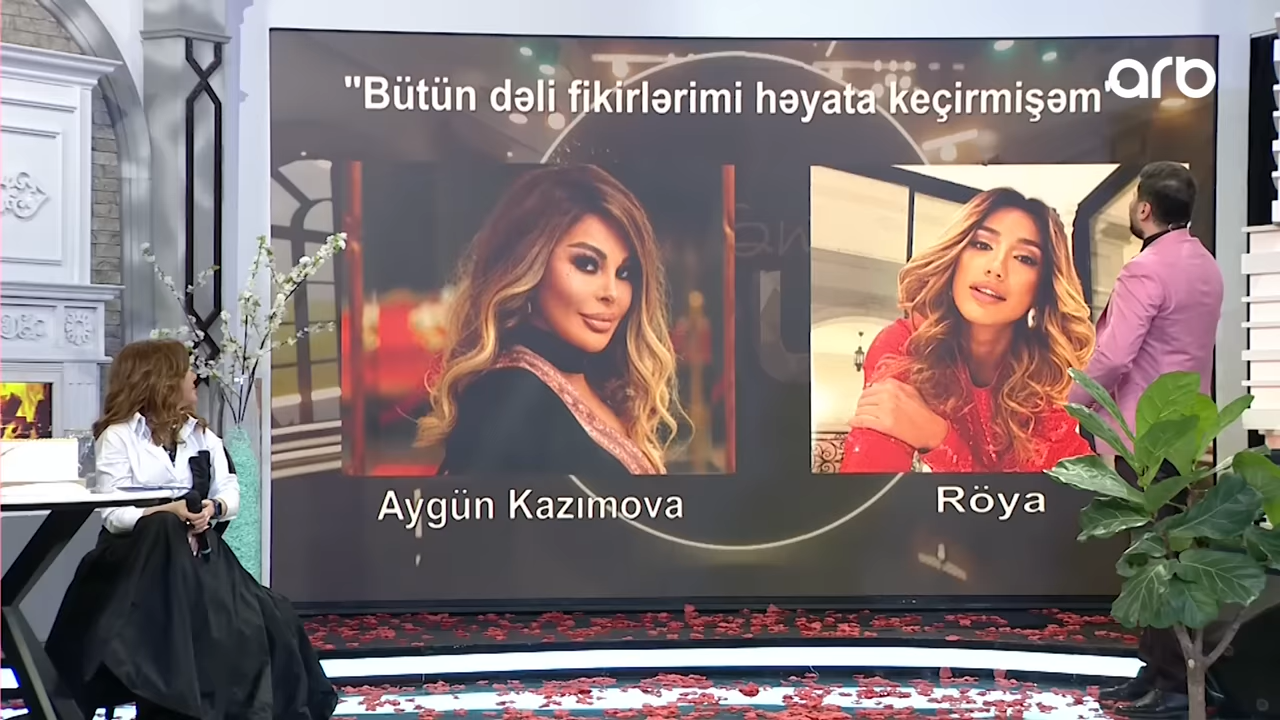 "Bütün dəli fikirlərimi həyata keçirmişəm"
arb
Aygün Kazımova
Röya